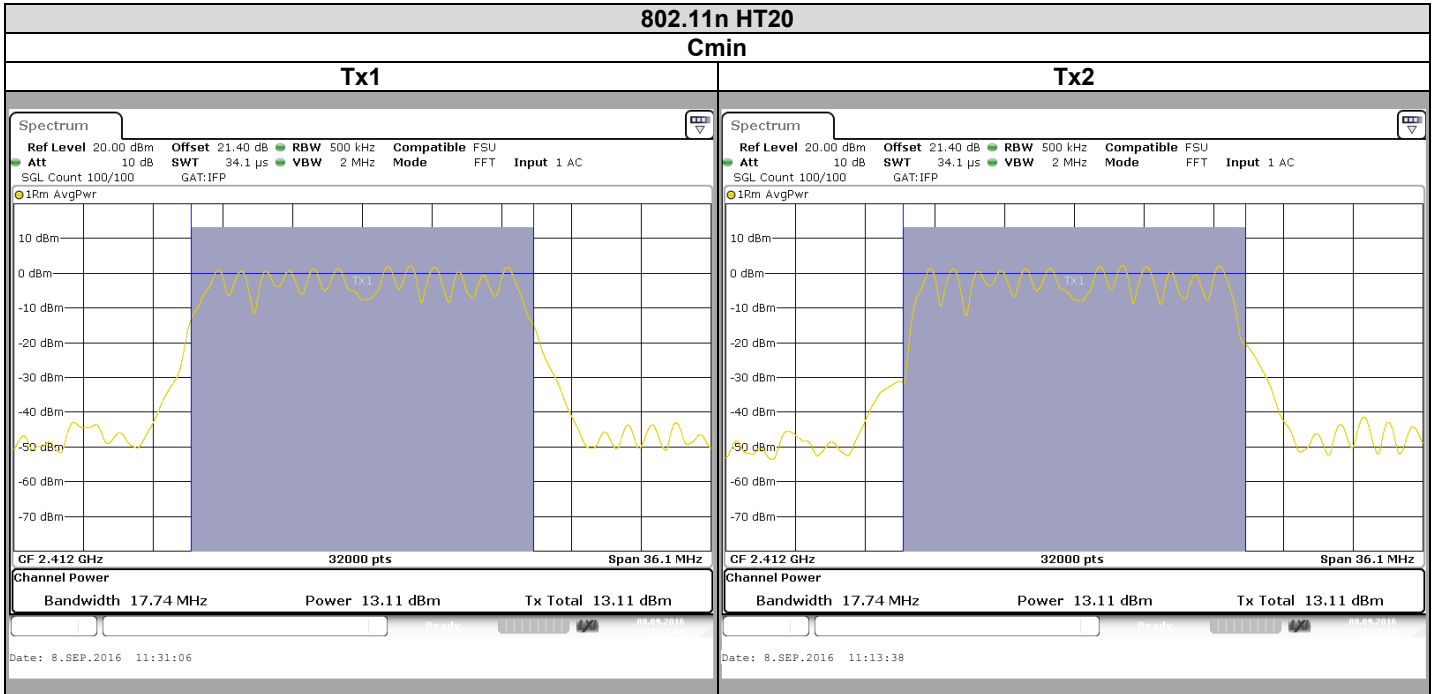 802.11n HT20
Cmin
Tx1
Tx2
Spectrum
Ref Level 20.00 dBm Offset 21.40 dB RBW 500 kHz Compatible FSU
Att 10 dB SWT 34.1 µs VBW 2 MHz Mode FFT Input 1 AC
SGL Count 100/100 GAT:IFP
1Rm AvgPwr
10 dBm
0 dBm
TX1
-10 dBm
-20 dBm
-30 dBm
-40 dBm
-50 dBm
-60 dBm
-70 dBm
CF 2.412 GHz 32000 pts Span 36.1 MHz
Channel Power
Bandwidth 17.74 MHz Power 13.11 dBm Tx Total 13.11 dBm
Ready 08.09.2016
Date: 8.SEP.2016 11:31:06
Spectrum
Ref Level 20.00 dBm Offset 21.40 dB RBW 500 kHz Compatible FSU
Att 10 dB SWT 34.1 µs VBW 2 MHz Mode FFT Input 1 AC
SGL Count 100/100 GAT:IFP
1Rm AvgPwr
10 dBm
0 dBm
TX1
-10 dBm
-20 dBm
-30 dBm
-40 dBm
-50 dBm
-60 dBm
-70 dBm
CF 2.412 GHz 32000 pts Span 36.1 MHz
Channel Power
Bandwidth 17.74 MHz Power 13.11 dBm Tx Total 13.11 dBm
Ready 08.09.2016
Date: 8.SEP.2016 11:13:38